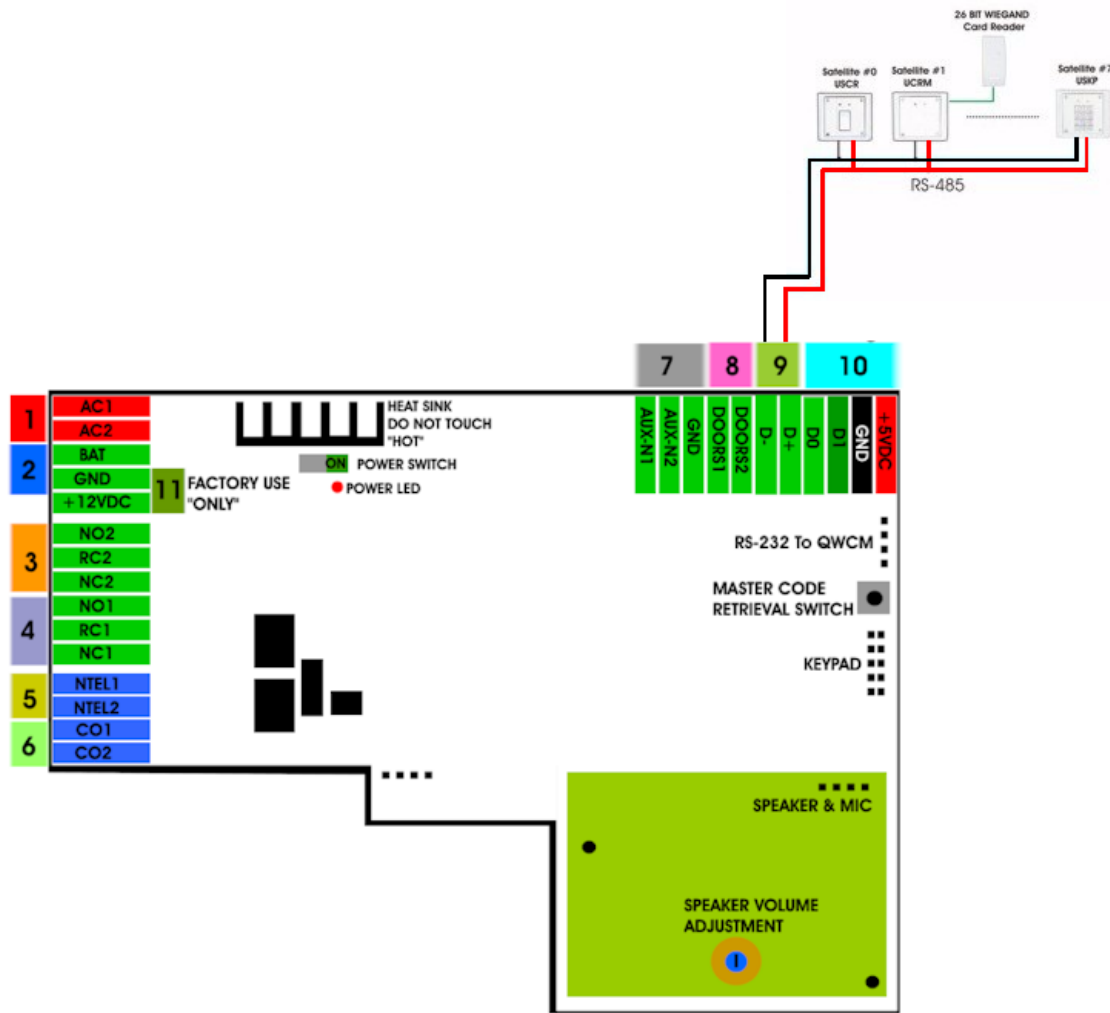 26 BIT WIEGAND
Card Reader
Satellite #0
USCR
Satellite #1
UCRM
Satellite #7
USKP
RS-485
7
8
9
10
AUX-N1
AUX-N2
GND
DOORS1
DOORS2
D-
D+
D0
D1
GND
+5VDC
1
AC1
AC2
2
BAT
GND
+12VDC
11
FACTORY USE
"ONLY"
HEAT SINK
DO NOT TOUCH
"HOT"
ON
POWER SWITCH
POWER LED
3
NO2
RC2
NC2
4
NO1
RC1
NC1
5
NTEL1
NTEL2
6
CO1
CO2
RS-232 To QWCM
MASTER CODE
RETRIEVAL SWITCH
KEYPAD
SPEAKER & MIC
SPEAKER VOLUME
ADJUSTMENT